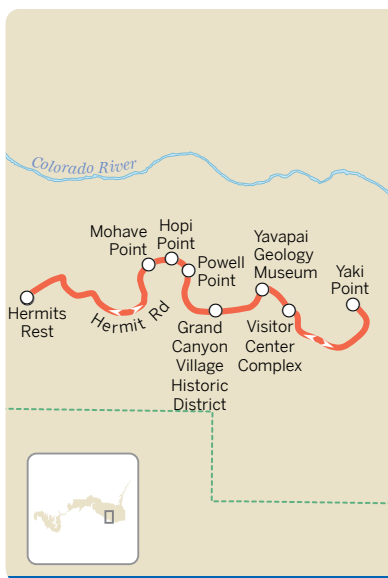 Colorado River
Hopi
Point
Mohave
Point
Powell
Point
Yavapai
Geology
Museum
Yaki
Point
Hermits
Rest
Hermit Rd
Grand
Canyon
Village
Historic
District
Visitor
Center
Complex